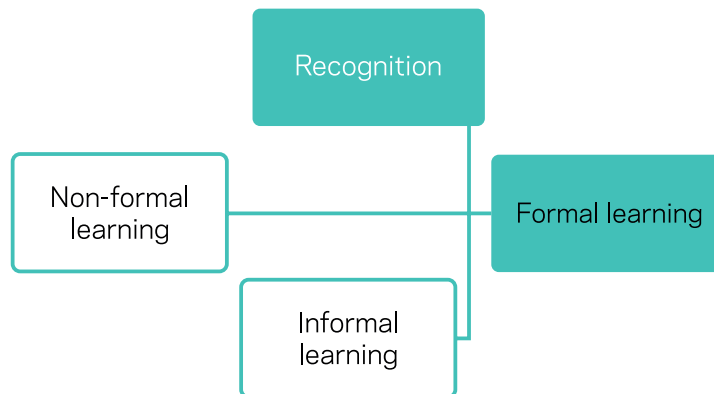 Recognition
Non-formal
learning
Formal learning
Informal
learning